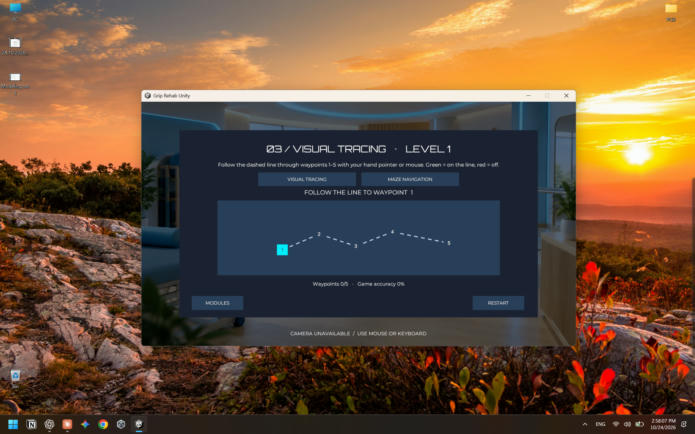 Grip Rehab Unity
03 / VISUAL TRACING · LEVEL 1
Follow the dashed line through waypoints 1-5 with your hand pointer or mouse. Green = on the line, red = off.
VISUAL TRACING
MAZE NAVIGATION
FOLLOW THE LINE TO WAYPOINT 1
1
2
3
4
5
Waypoints 0/5 · Game accuracy 0%
MODULES
RESTART
CAMERA UNAVAILABLE / USE MOUSE OR KEYBOARD
ENG
2:58:07 PM
10/24/2026